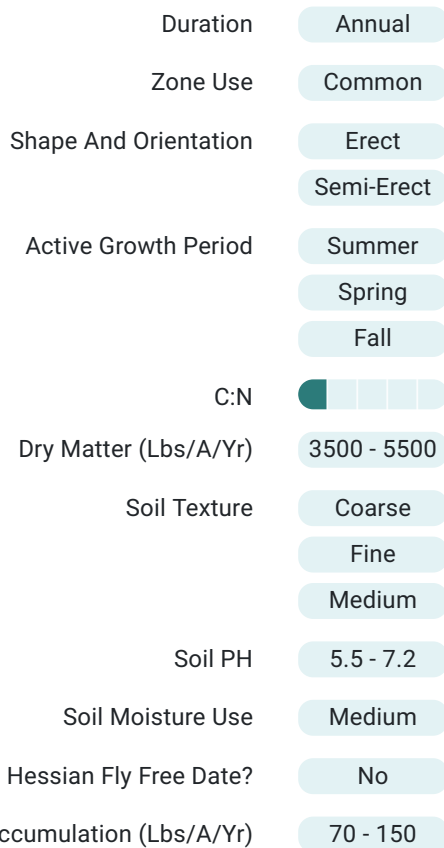 Duration Annual
Zone Use Common
Shape And Orientation Erect
Semi-Erect
Active Growth Period Summer
Spring
Fall
C:N
Dry Matter (Lbs/A/Yr) 3500 - 5500
Soil Texture Coarse
Fine
Medium
Soil PH 5.5 - 7.2
Soil Moisture Use Medium
Hessian Fly Free Date? No
(Lbs/A/Yr) 70 - 150